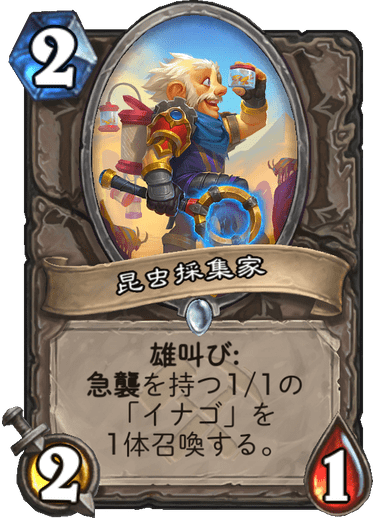 2
昆虫採集家
雄叫び:
急襲を持つ1/1の
「イナゴ」を
1体召喚する。
2
1